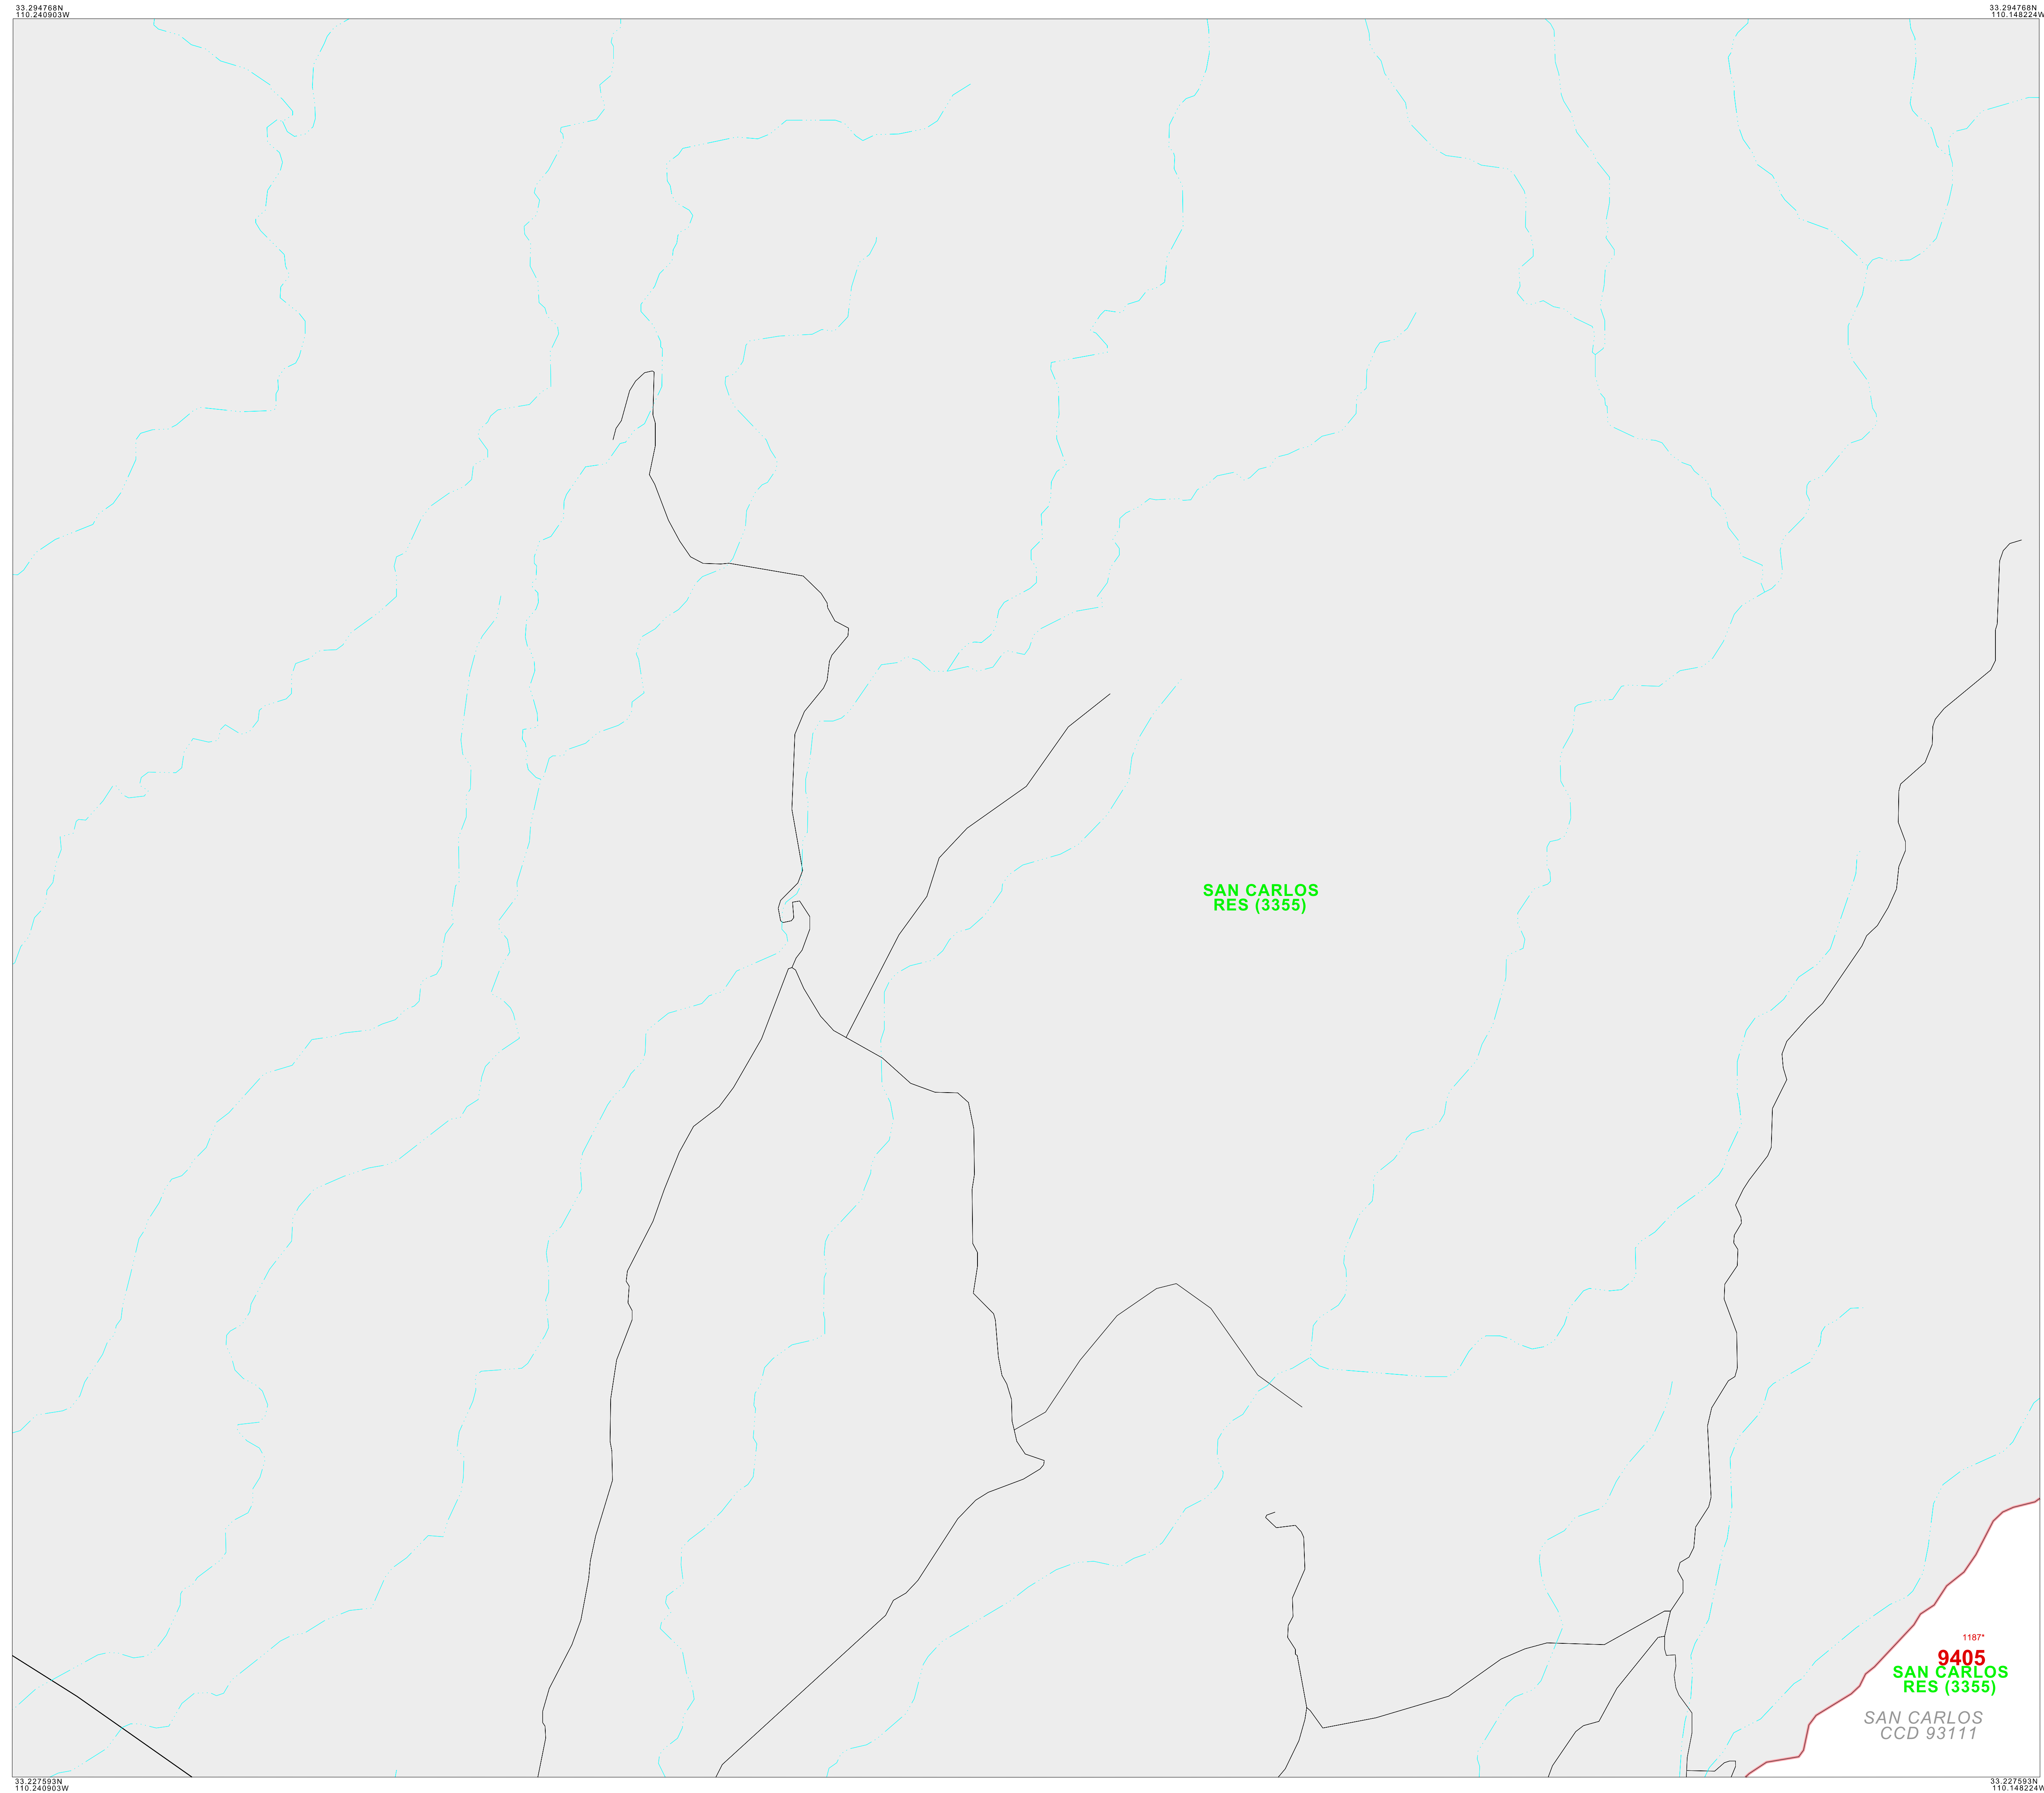 33.294768N
110.240903W
33.294768N
110.148224W
SAN CARLOS
RES (3355)
1187*
9405
SAN CARLOS
RES (3355)
SAN CARLOS
CCD 93111
33.227593N
110.240903W
33.227593N
110.148224W